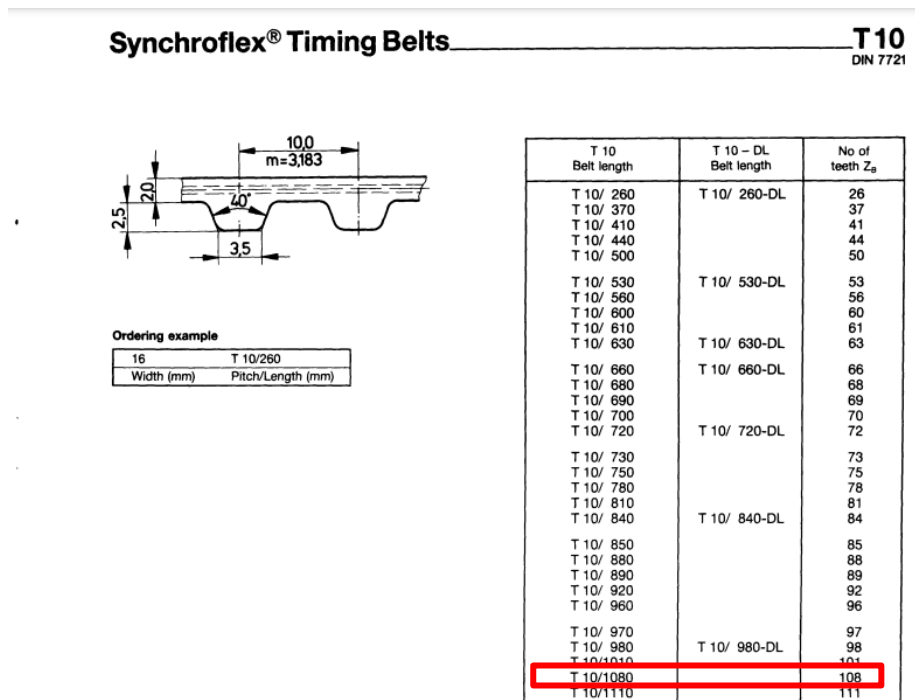 Synchroflex® Timing Belts T10
DIN 7721
10,0
m=3,183
2,0
40°
2,5
3,5
Ordering example
16 T 10/260
Width (mm) Pitch/Length (mm)
T 10 T 10 – DL No of
Belt length Belt length teeth ZB
T 10/ 260 T 10/ 260-DL 26
T 10/ 370 37
T 10/ 410 41
T 10/ 440 44
T 10/ 500 50
T 10/ 530 T 10/ 530-DL 53
T 10/ 560 56
T 10/ 600 60
T 10/ 610 61
T 10/ 630 T 10/ 630-DL 63
T 10/ 660 T 10/ 660-DL 66
T 10/ 680 68
T 10/ 690 69
T 10/ 700 70
T 10/ 720 T 10/ 720-DL 72
T 10/ 730 73
T 10/ 750 75
T 10/ 780 78
T 10/ 810 81
T 10/ 840 T 10/ 840-DL 84
T 10/ 850 85
T 10/ 880 88
T 10/ 890 89
T 10/ 920 92
T 10/ 960 96
T 10/ 970 97
T 10/ 980 T 10/ 980-DL 98
T 10/1010 101
T 10/1080 108
T 10/1110 111